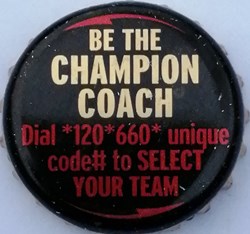 BE THE
CHAMPION
COACH
Dial *120*660* unique
code# to SELECT
YOUR TEAM